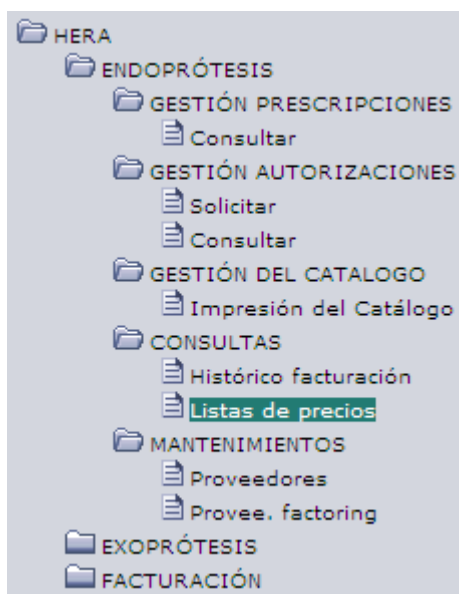 HERA
ENDOPRÓTESIS
GESTIÓN PRESCRIPCIONES
Consultar
GESTIÓN AUTORIZACIONES
Solicitar
Consultar
GESTIÓN DEL CATALOGO
Impresión del Catálogo
CONSULTAS
Histórico facturación
Listas de precios
MANTENIMIENTOS
Proveedores
Provee. factoring
EXOPRÓTESIS
FACTURACIÓN